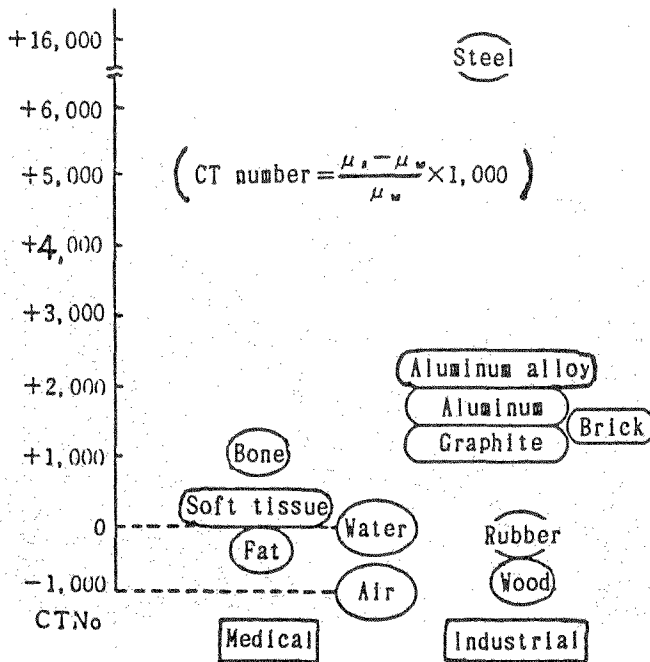 +16,000
Steel
+6,000
+5,000
( CT number = μs − μw / μw × 1,000 )
+4,000
+3,000
Aluminum alloy
+2,000
Aluminum
Brick
Graphite
+1,000
Bone
Soft tissue
0
Water
Rubber
Fat
−1,000
Air
Wood
CTNo
Medical
Industrial